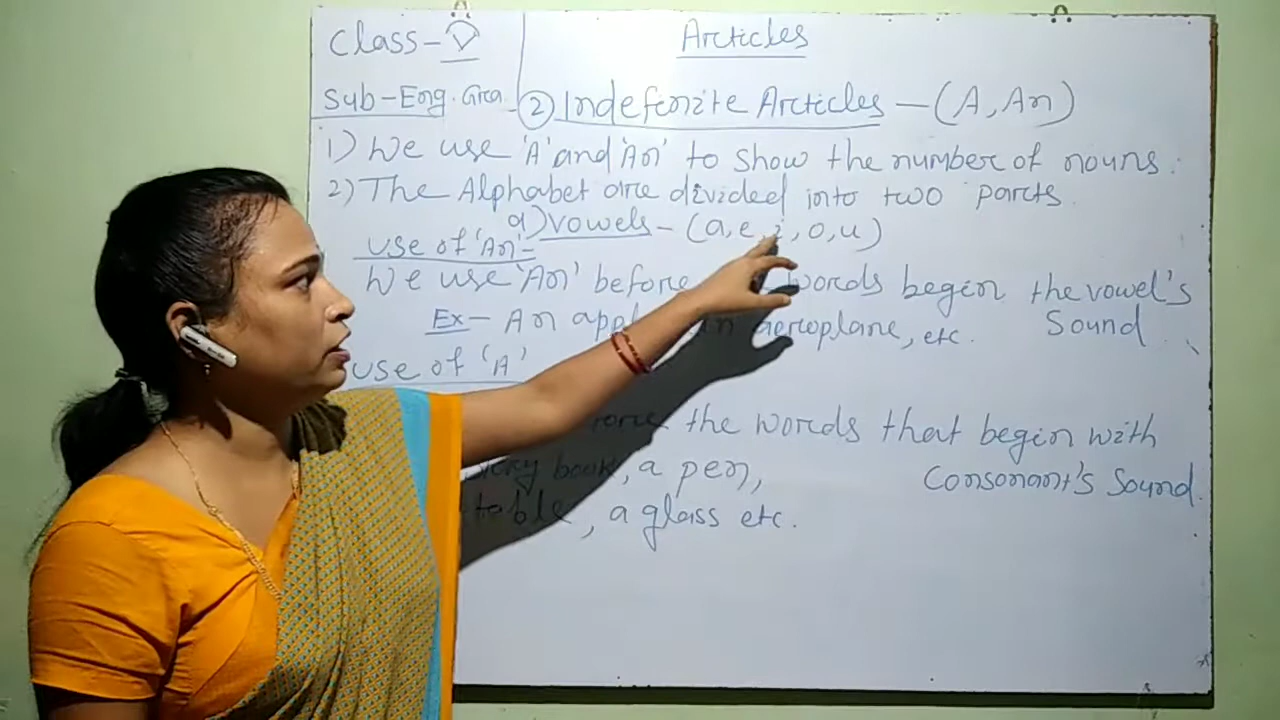 Class - V
Articles
Sub - Eng. Gra
② Indefinite Articles - (A, An)
1) We use 'A' and 'An' to show the number of nouns.
2) The Alphabet are divided into two parts.
a) vowels - (a, e, i, o, u)
use of 'An' -
We use 'An' before words begin the vowel's
Sound
Ex - An aeroplane, etc.
use of 'A'
the words that begin with
Consonant's Sound.
book, a pen,
table, a glass etc.